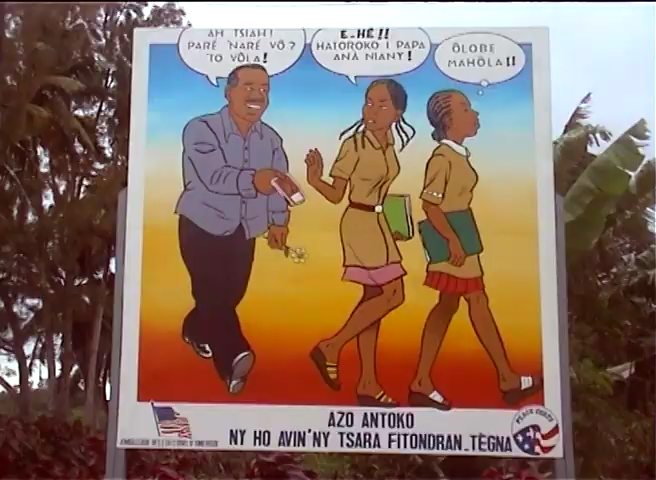 AH TSIAH!
PARÉ 'NARÉ VÔ?
'TO VÔLA!
E..HÊ!!
HATOROKO I PAPA
ANÀ NIANY!
ÔLOBE
MAHÔLA!!
AZO ANTOKO
NY HO AVIN'NY TSARA FITONDRAN..TEGNA
PEACE CORPS